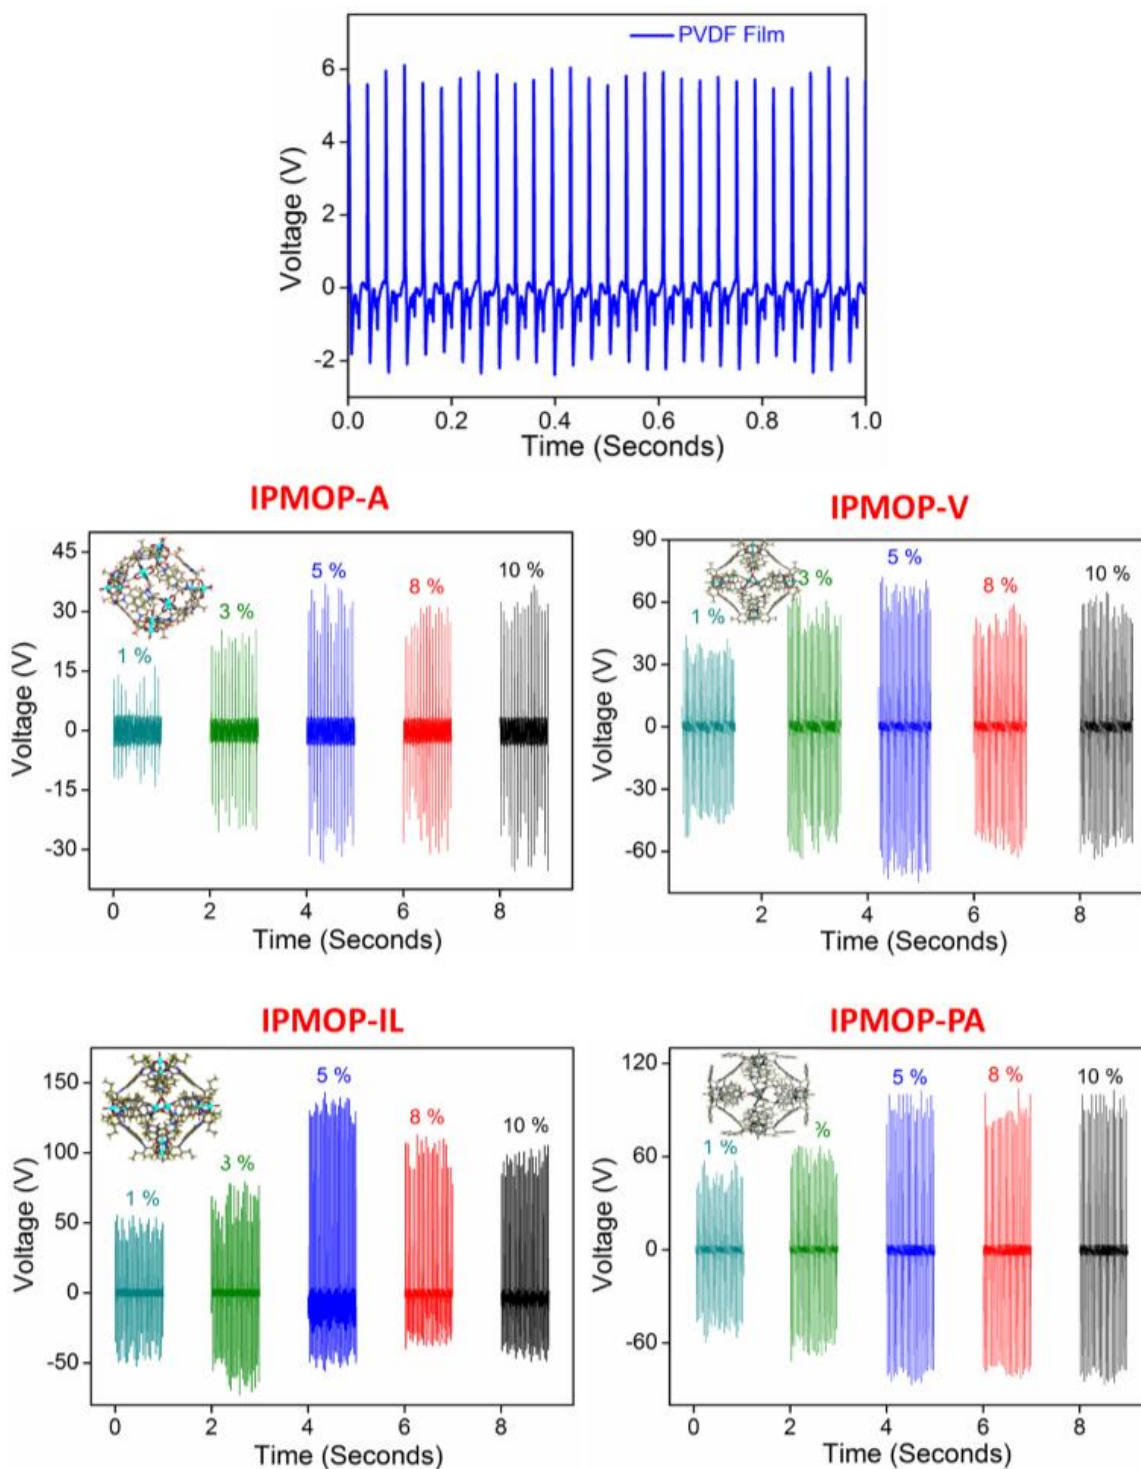 PVDF Film
6
4
2
0
-2
Voltage (V)
0.0 0.2 0.4 0.6 0.8 1.0
Time (Seconds)
IPMOP-A
45
30
15
0
-15
-30
Voltage (V)
1 %
3 %
5 %
8 %
10 %
0 2 4 6 8
Time (Seconds)
IPMOP-V
90
60
30
0
-30
-60
Voltage (V)
1 %
3 %
5 %
8 %
10 %
2 4 6 8
Time (Seconds)
IPMOP-IL
150
100
50
0
-50
Voltage (V)
1 %
3 %
5 %
8 %
10 %
0 2 4 6 8
Time (Seconds)
IPMOP-PA
120
60
0
-60
Voltage (V)
1 %
%
5 %
8 %
10 %
0 2 4 6 8
Time (Seconds)